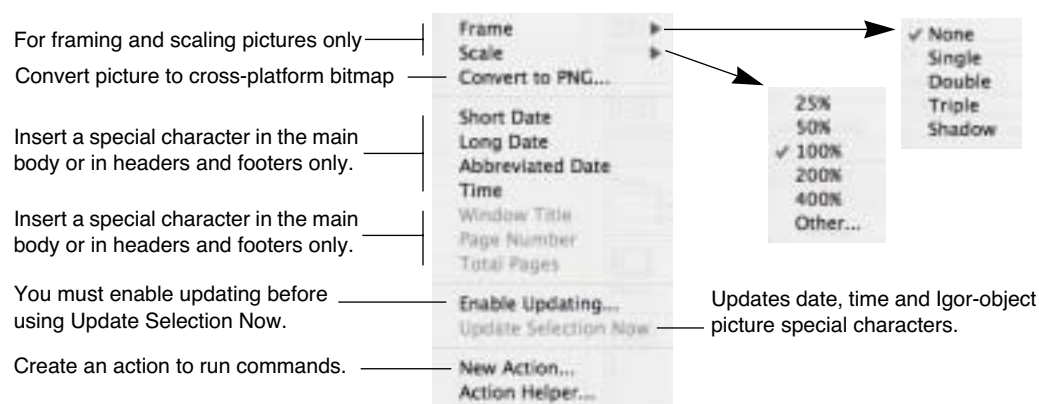 For framing and scaling pictures only
Convert picture to cross-platform bitmap
Insert a special character in the main
body or in headers and footers only.
Insert a special character in the main
body or in headers and footers only.
You must enable updating before
using Update Selection Now.
Create an action to run commands.
Frame
Scale
Convert to PNG...
Short Date
Long Date
Abbreviated Date
Time
Window Title
Page Number
Total Pages
Enable Updating...
Update Selection Now
New Action...
Action Helper...
25%
50%
✓ 100%
200%
400%
Other...
✓ None
Single
Double
Triple
Shadow
Updates date, time and Igor-object
picture special characters.